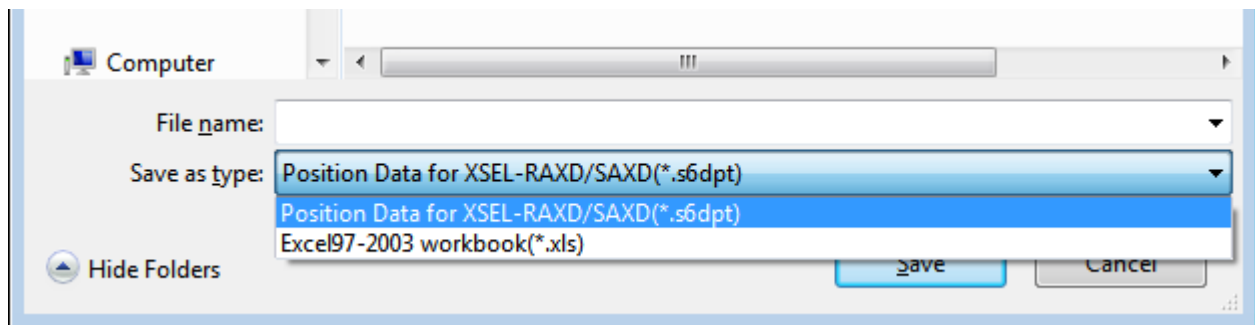 Computer
File name:
Save as type: Position Data for XSEL-RAXD/SAXD(*.s6dpt)
Position Data for XSEL-RAXD/SAXD(*.s6dpt)
Excel97-2003 workbook(*.xls)
Hide Folders Save Cancel